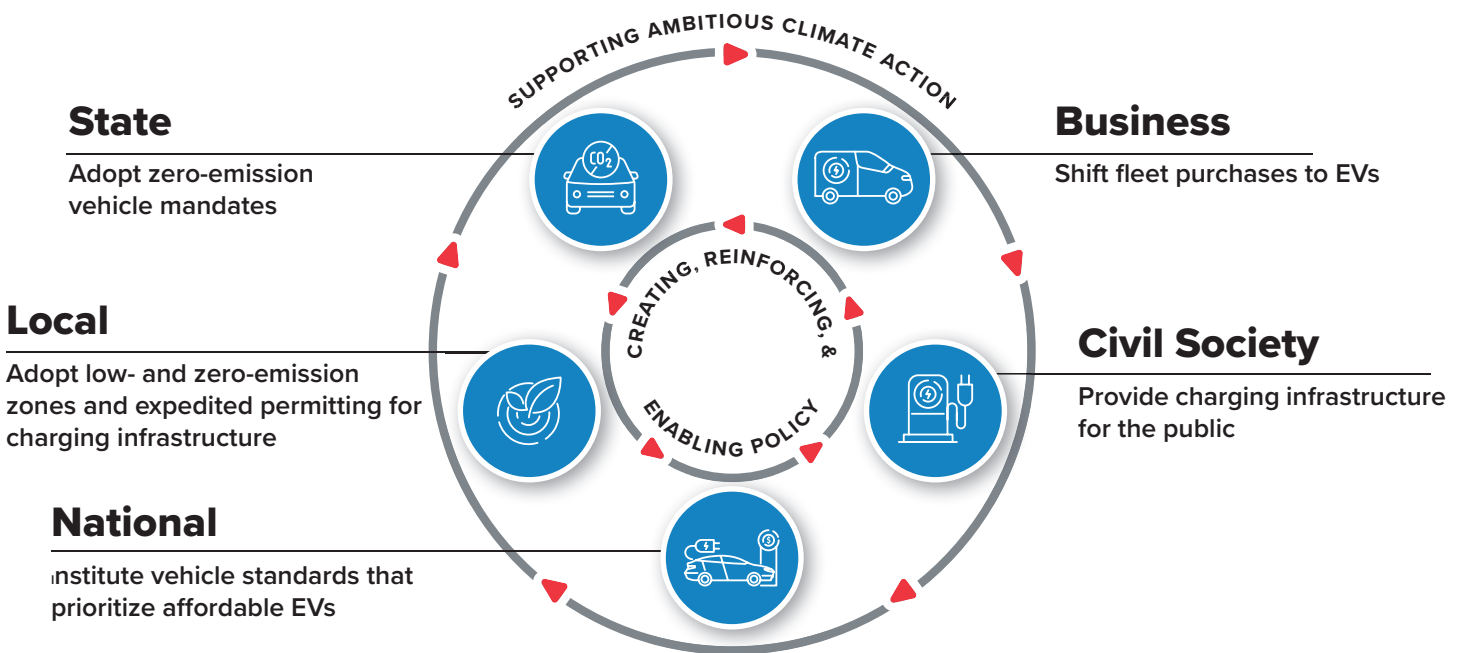 SUPPORTING AMBITIOUS CLIMATE ACTION
State
Adopt zero-emission
vehicle mandates
CO2
Business
Shift fleet purchases to EVs
CREATING, REINFORCING, &
ENABLING POLICY
Local
Adopt low- and zero-emission
zones and expedited permitting for
charging infrastructure
Civil Society
Provide charging infrastructure
for the public
National
Institute vehicle standards that
prioritize affordable EVs
$